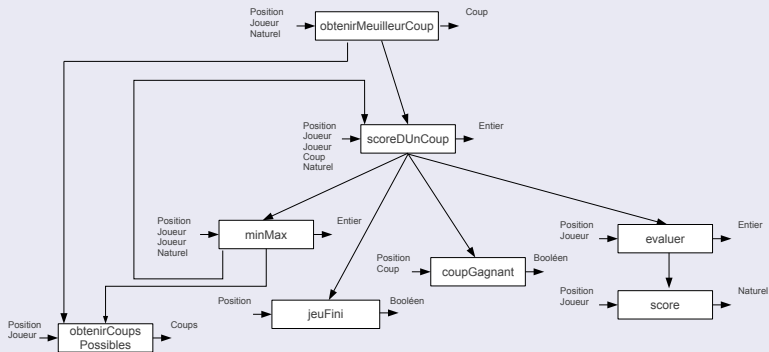 Position
Joueur
Naturel
obtenirMeuilleurCoup
Coup
Position
Joueur
Joueur
Coup
Naturel
scoreDUnCoup
Entier
Position
Joueur
Joueur
Naturel
minMax
Entier
Position
Joueur
evaluer
Entier
Position
Coup
coupGagnant
Booléen
Position
jeuFini
Booléen
Position
Joueur
score
Naturel
Position
Joueur
obtenirCoups
Possibles
Coups